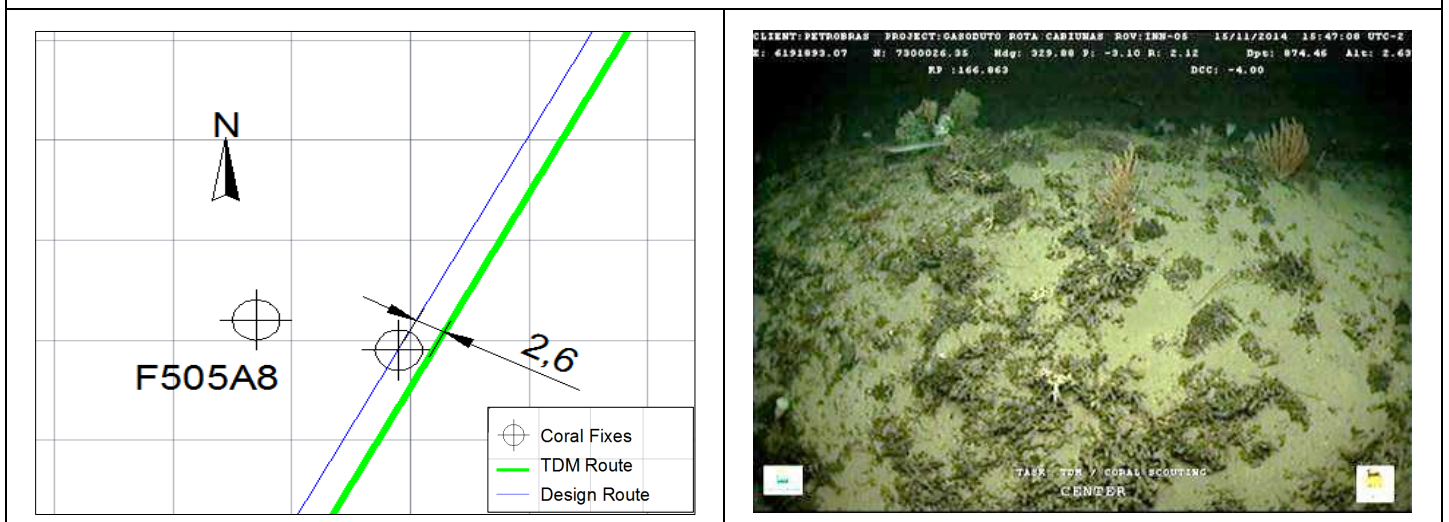 N
F505A8
2,6
Coral Fixes
TDM Route
Design Route
CLIENT:PETROBRAS PROJECT:GASODUTO ROTA CABIUNAS ROV:INN-05 15/11/2014 15:47:08 UTC-2
E: 6191893.07 N: 7300026.35 Hdg: 329.88 P: -3.10 R: 2.12 Dpt: 874.46 Alt: 2.63
KP :166.863 DCC: -4.00
TASK: TDM / CORAL SCOUTING
CENTER